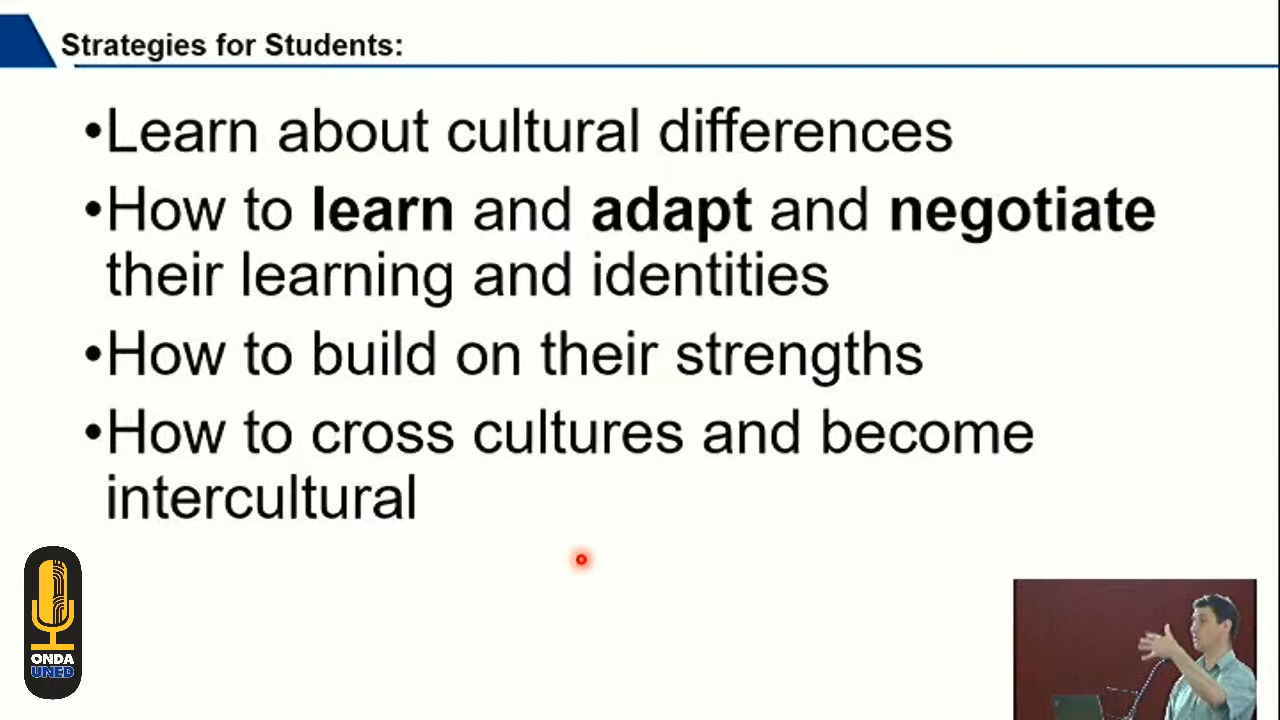 Strategies for Students:
•Learn about cultural differences
•How to learn and adapt and negotiate
their learning and identities
•How to build on their strengths
•How to cross cultures and become
intercultural
ONDA
UNED